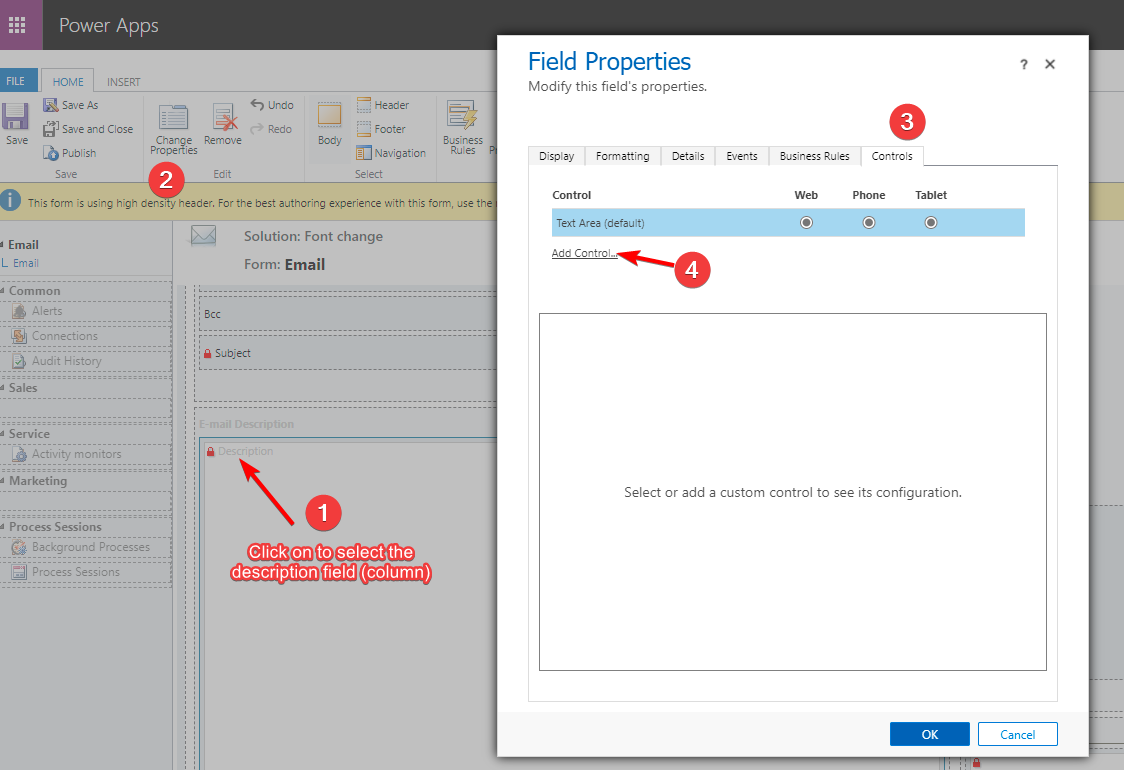 Power Apps
FILE
HOME
INSERT
Save
Save As
Save and Close
Publish
Save
Change
Properties
Remove
Undo
Redo
Edit
Body
Header
Footer
Navigation
Select
Business
Rules
2
This form is using high density header. For the best authoring experience with this form, use the
Email
Email
Common
Alerts
Connections
Audit History
Sales
Service
Activity monitors
Marketing
Process Sessions
Background Processes
Process Sessions
Solution: Font change
Form: Email
Bcc
Subject
E-mail Description
Description
1
Click on to select the
description field (column)
Field Properties
?
Modify this field's properties.
3
Display
Formatting
Details
Events
Business Rules
Controls
Control Web Phone Tablet
Text Area (default)
Add Control...
4
Select or add a custom control to see its configuration.
OK
Cancel